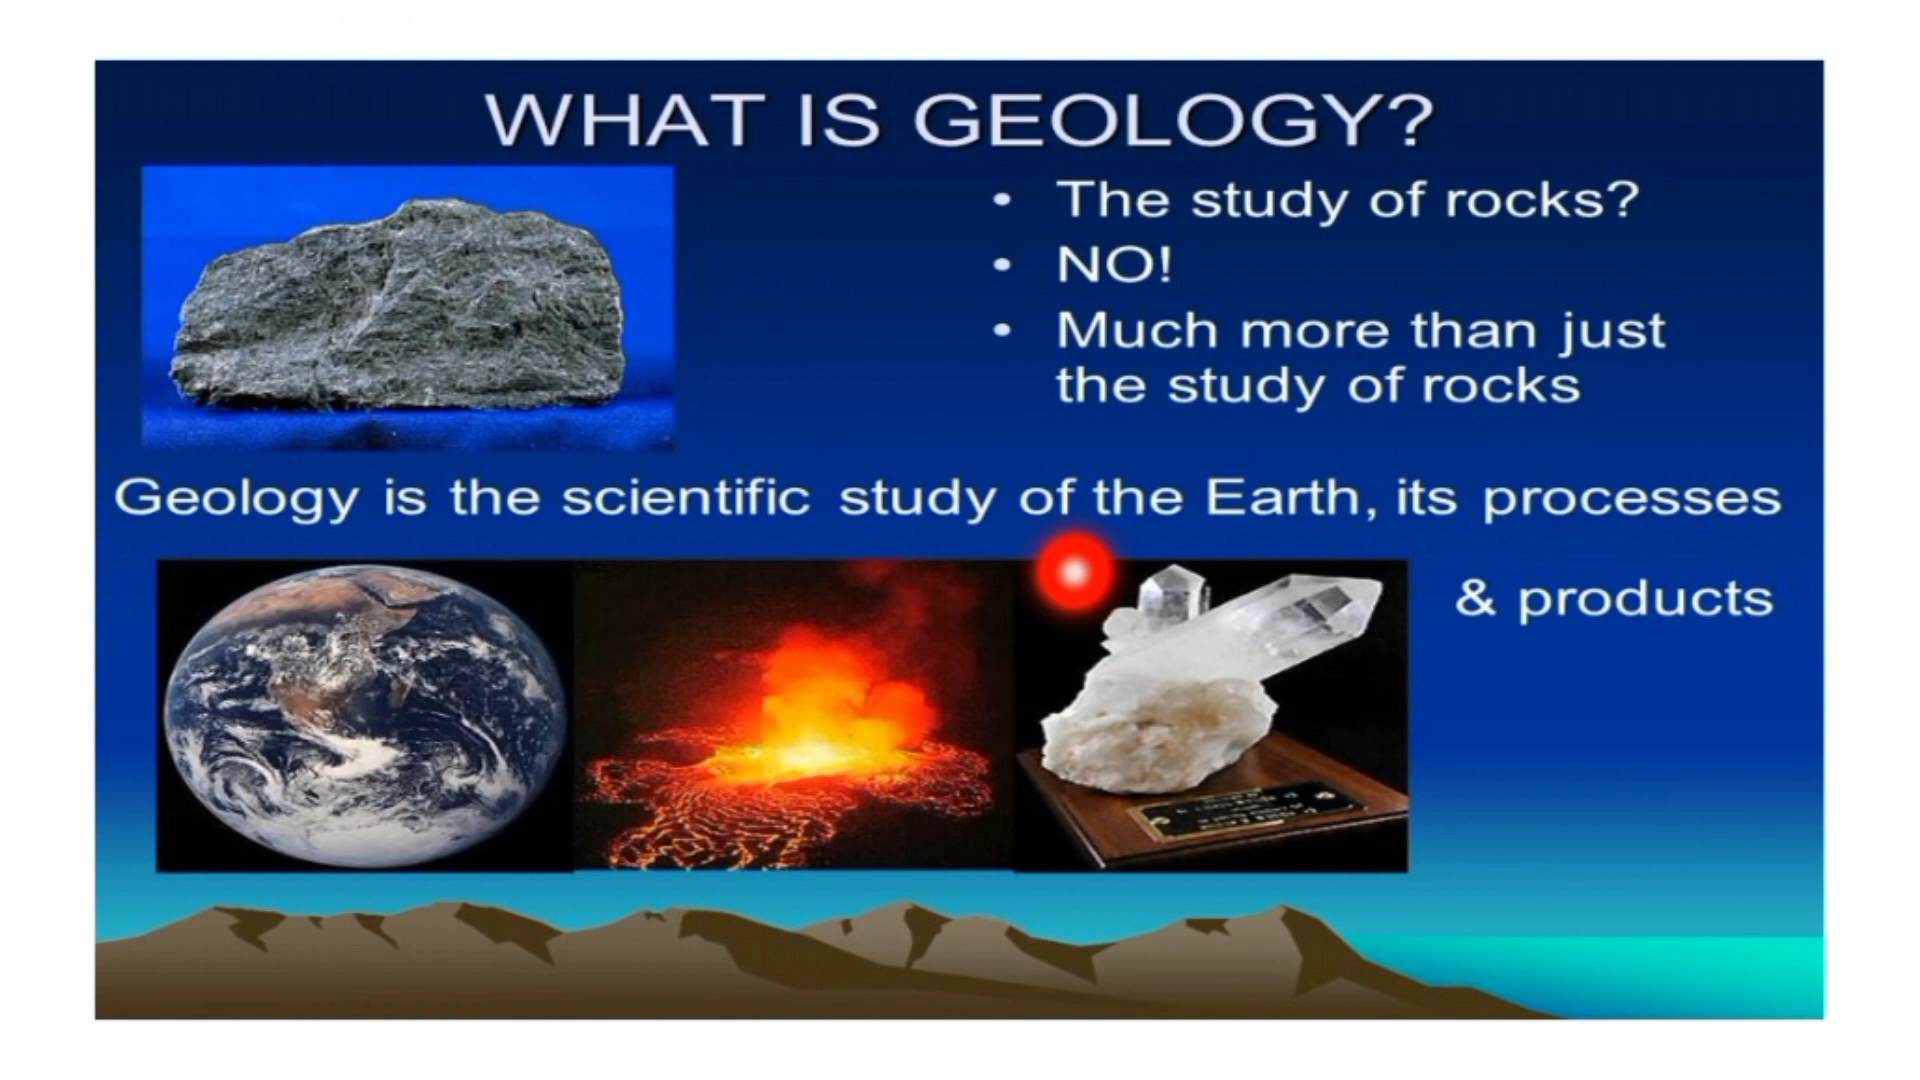 WHAT IS GEOLOGY?
• The study of rocks?
• NO!
• Much more than just
the study of rocks
Geology is the scientific study of the Earth, its processes
& products